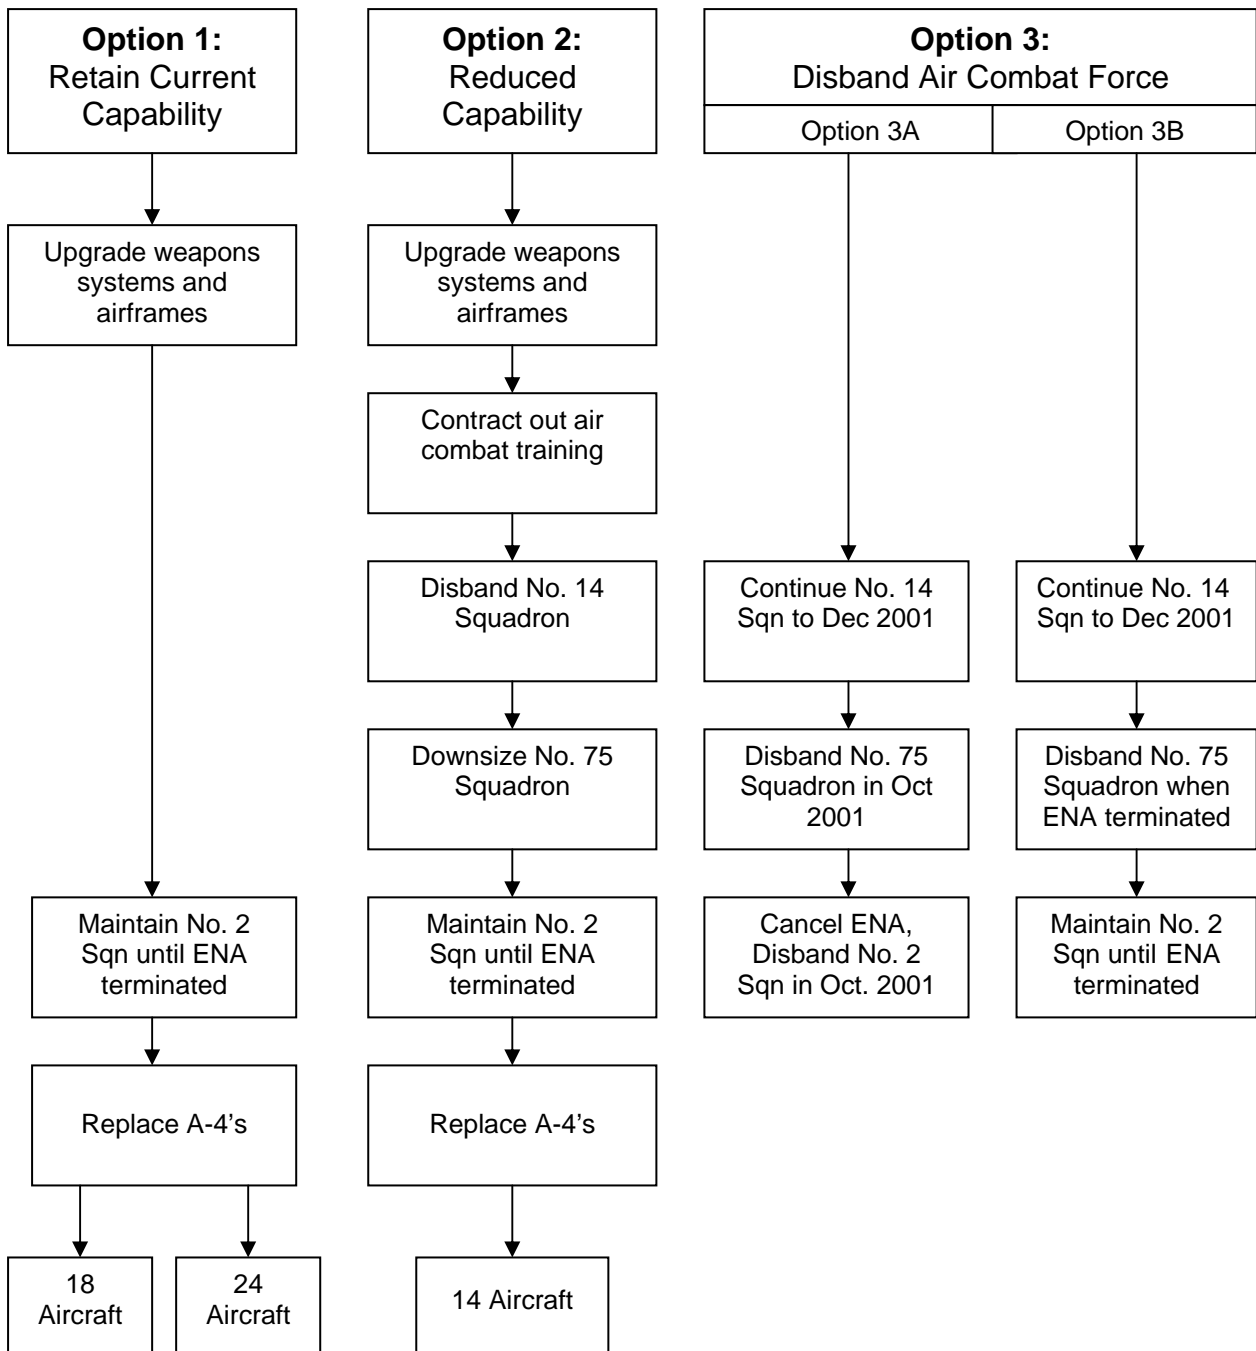 Option 1:
Retain Current
Capability
Option 2:
Reduced
Capability
Option 3:
Disband Air Combat Force
Option 3A
Option 3B
Upgrade weapons
systems and
airframes
Upgrade weapons
systems and
airframes
Contract out air
combat training
Disband No. 14
Squadron
Continue No. 14
Sqn to Dec 2001
Continue No. 14
Sqn to Dec 2001
Downsize No. 75
Squadron
Disband No. 75
Squadron in Oct
2001
Disband No. 75
Squadron when
ENA terminated
Maintain No. 2
Sqn until ENA
terminated
Maintain No. 2
Sqn until ENA
terminated
Cancel ENA,
Disband No. 2
Sqn in Oct. 2001
Maintain No. 2
Sqn until ENA
terminated
Replace A-4’s
Replace A-4’s
18
Aircraft
24
Aircraft
14 Aircraft